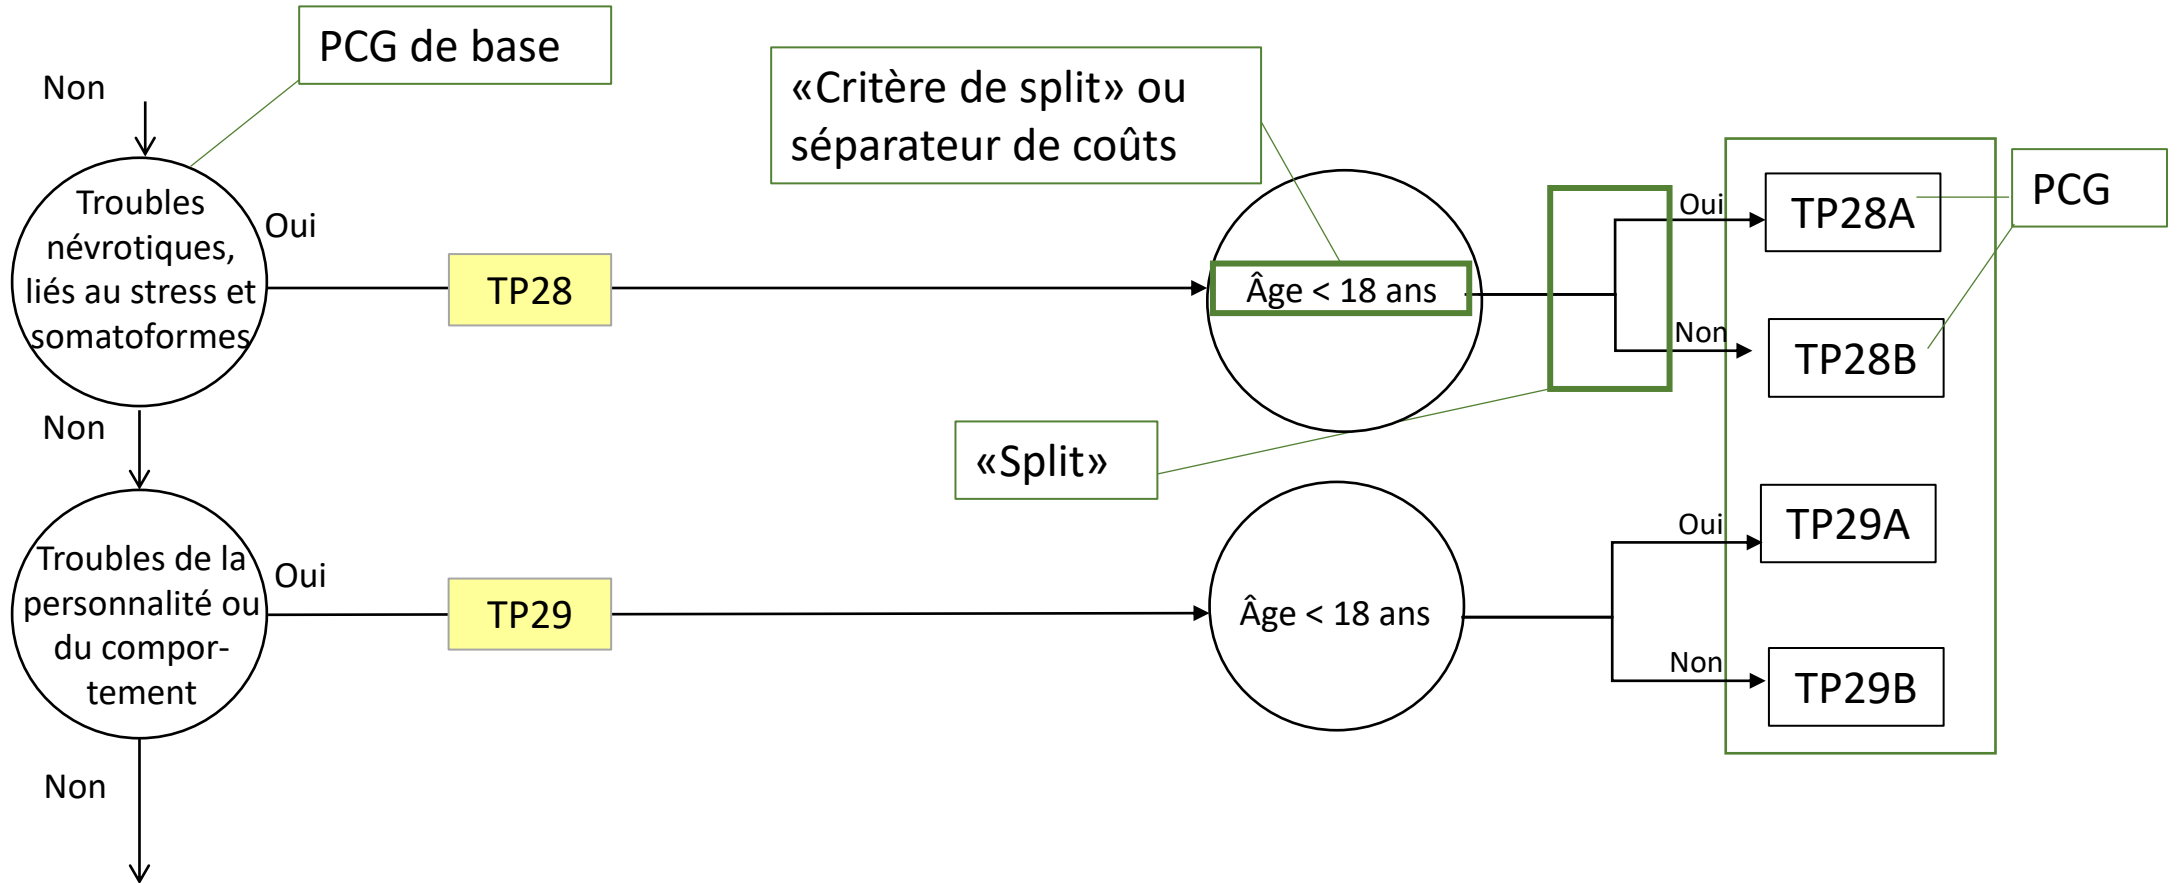 PCG de base
«Critère de split» ou
séparateur de coûts
Non
Troubles
névrotiques,
liés au stress et
somatoformes
Oui
TP28
Âge < 18 ans
Oui
TP28A
PCG
Non
TP28B
Non
«Split»
Troubles de la
personnalité ou
du compor-
tement
Oui
TP29
Âge < 18 ans
Oui
TP29A
Non
TP29B
Non